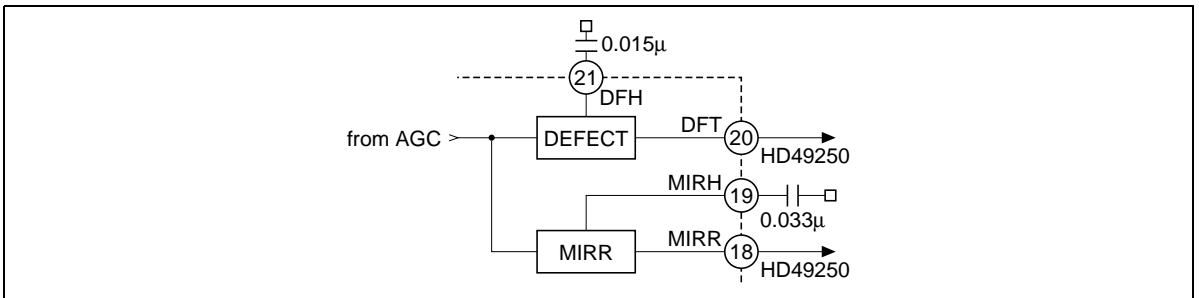 0.015μ
21
DFH
from AGC
DEFECT
DFT
20
HD49250
MIRH
19
0.033μ
MIRR
MIRR
18
HD49250